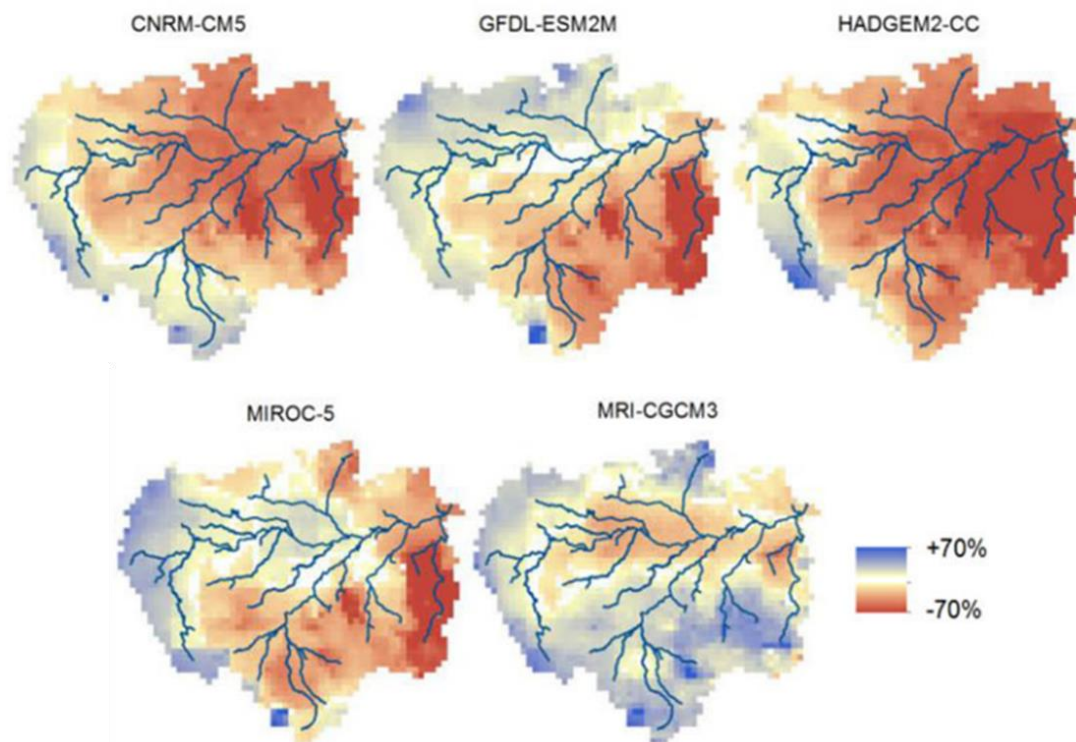 CNRM-CM5
GFDL-ESM2M
HADGEM2-CC
MIROC-5
MRI-CGCM3
+70%
-70%